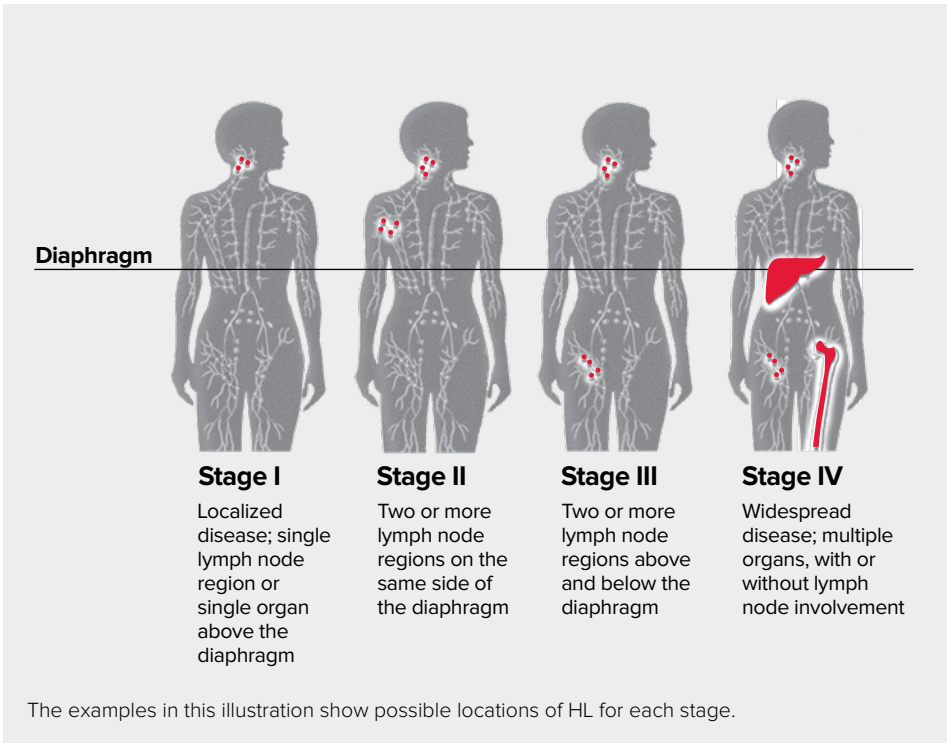 Diaphragm
Stage I
Localized
disease; single
lymph node
region or
single organ
above the
diaphragm
Stage II
Two or more
lymph node
regions on the
same side of
the diaphragm
Stage III
Two or more
lymph node
regions above
and below the
diaphragm
Stage IV
Widespread
disease; multiple
organs, with or
without lymph
node involvement
The examples in this illustration show possible locations of HL for each stage.